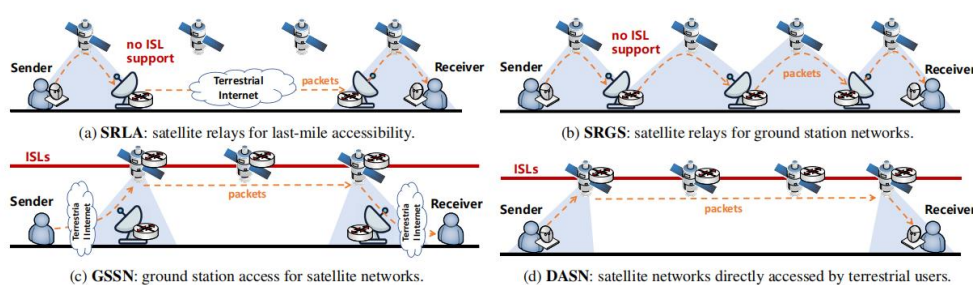 no ISL
support
Sender
Receiver
Terrestrial
Internet
packets
(a) SRLA: satellite relays for last-mile accessibility.
no ISL
support
Sender
Receiver
packets
(b) SRGS: satellite relays for ground station networks.
ISLs
Sender
Receiver
packets
Terrestria
l Internet
Terrestria
l Internet
(c) GSSN: ground station access for satellite networks.
ISLs
Sender
Receiver
packets
(d) DASN: satellite networks directly accessed by terrestrial users.